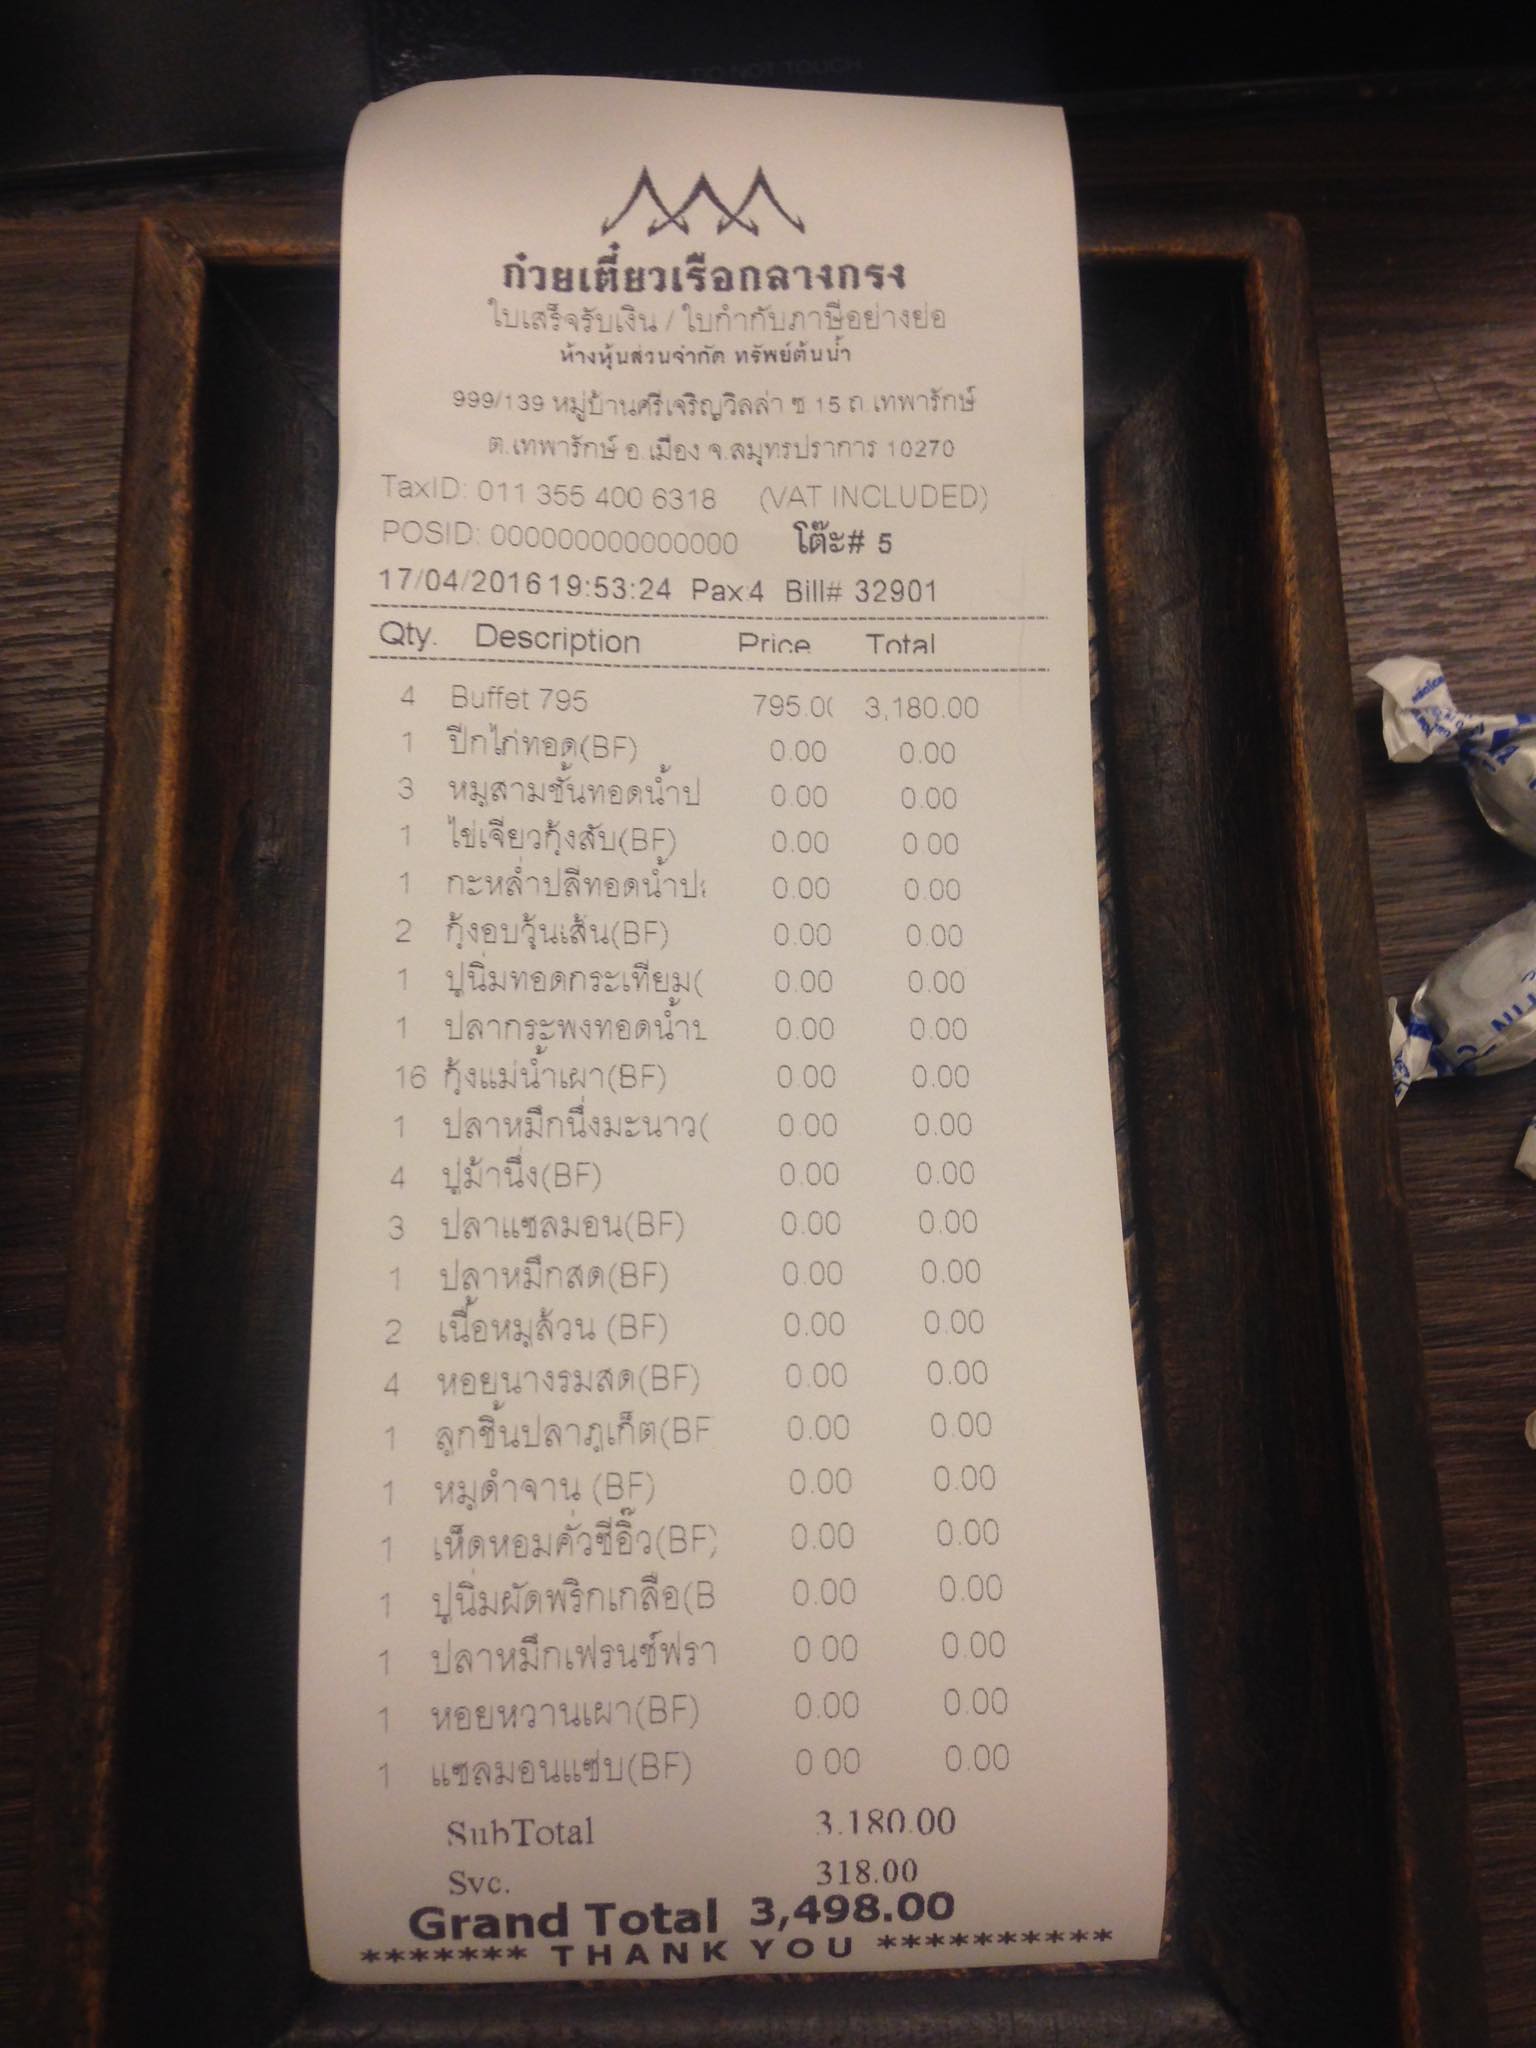 DO NOT TOUCH
ก๋วยเตี๋ยวเรือกลางกรุง
ใบเสร็จรับเงิน / ใบกำกับภาษีอย่างย่อ
ห้างหุ้นส่วนจำกัด ทรัพย์ต้นน้ำ
999/139 หมู่บ้านศรีเจริญวิลล่า ซ 15 ถ.เทพารักษ์
ต.เทพารักษ์ อ.เมือง จ.สมุทรปราการ 10270
TaxID: 011 355 400 6318 (VAT INCLUDED)
POSID: 000000000000000 โต๊ะ# 5
17/04/2016 19:53:24 Pax:4 Bill# 32901
Qty. Description Price Total
4 Buffet 795 795.00 3,180.00
1 ปีกไก่ทอด(BF) 0.00 0.00
3 หมูสามชั้นทอดน้ำป 0.00 0.00
1 ไข่เจียวกุ้งสับ(BF) 0.00 0.00
1 กะหล่ำปลีทอดน้ำปล 0.00 0.00
2 กุ้งอบวุ้นเส้น(BF) 0.00 0.00
1 ปูนิ่มทอดกระเทียม( 0.00 0.00
1 ปลากระพงทอดน้ำป 0.00 0.00
16 กุ้งแม่น้ำเผา(BF) 0.00 0.00
1 ปลาหมึกนึ่งมะนาว( 0.00 0.00
4 ปูม้านึ่ง(BF) 0.00 0.00
3 ปลาแซลมอน(BF) 0.00 0.00
1 ปลาหมึกสด(BF) 0.00 0.00
2 เนื้อหมูล้วน (BF) 0.00 0.00
4 หอยนางรมสด(BF) 0.00 0.00
1 ลูกชิ้นปลาภูเก็ต(BF 0.00 0.00
1 หมูดำจาน (BF) 0.00 0.00
1 เห็ดหอมคั่วซีอิ๊ว(BF) 0.00 0.00
1 ปูนิ่มผัดพริกเกลือ(B 0.00 0.00
1 ปลาหมึกเฟรนช์ฟรา 0.00 0.00
1 หอยหวานเผา(BF) 0.00 0.00
1 แซลมอนแซ่บ(BF) 0.00 0.00
SubTotal 3,180.00
Svc. 318.00
Grand Total 3,498.00
******* THANK YOU **********